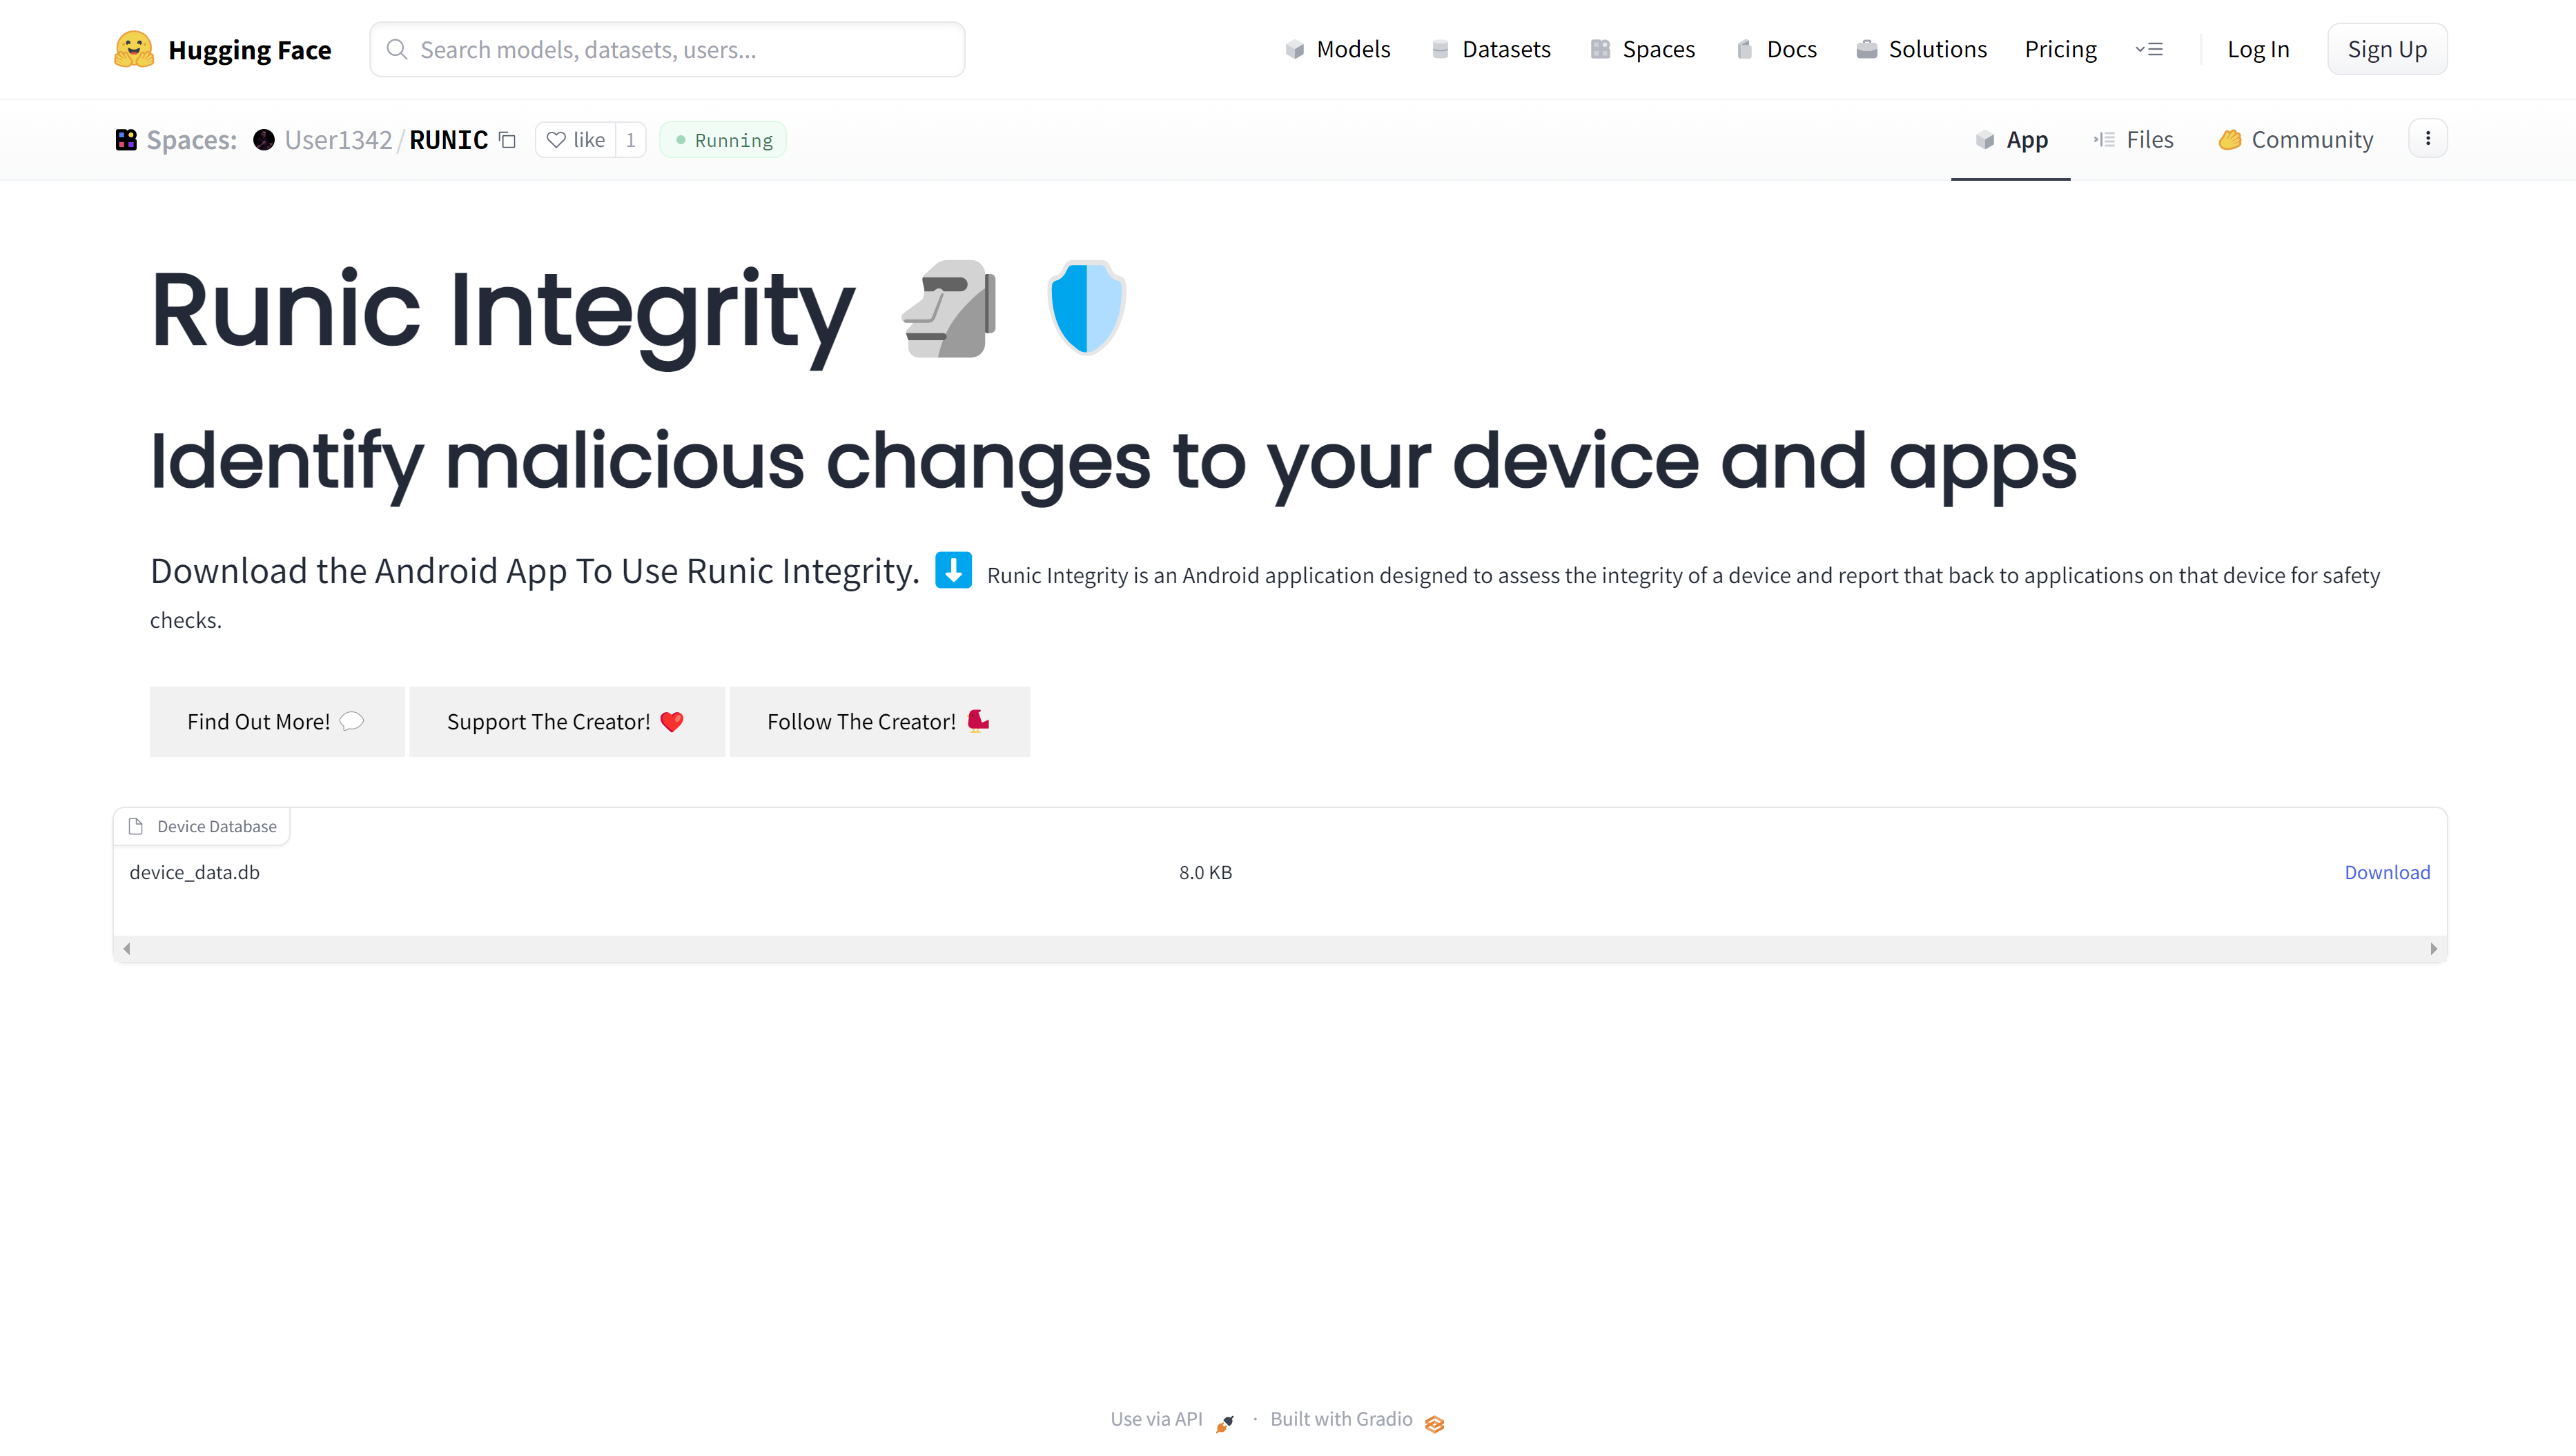 Hugging Face
Search models, datasets, users...
Models
Datasets
Spaces
Docs
Solutions
Pricing
Log In
Sign Up
Spaces:
User1342/RUNIC
like 1
Running
App
Files
Community
Runic Integrity
Identify malicious changes to your device and apps
Download the Android App To Use Runic Integrity. Runic Integrity is an Android application designed to assess the integrity of a device and report that back to applications on that device for safety
checks.
Find Out More!
Support The Creator!
Follow The Creator!
Device Database
device_data.db 8.0 KB Download
Use via API · Built with Gradio